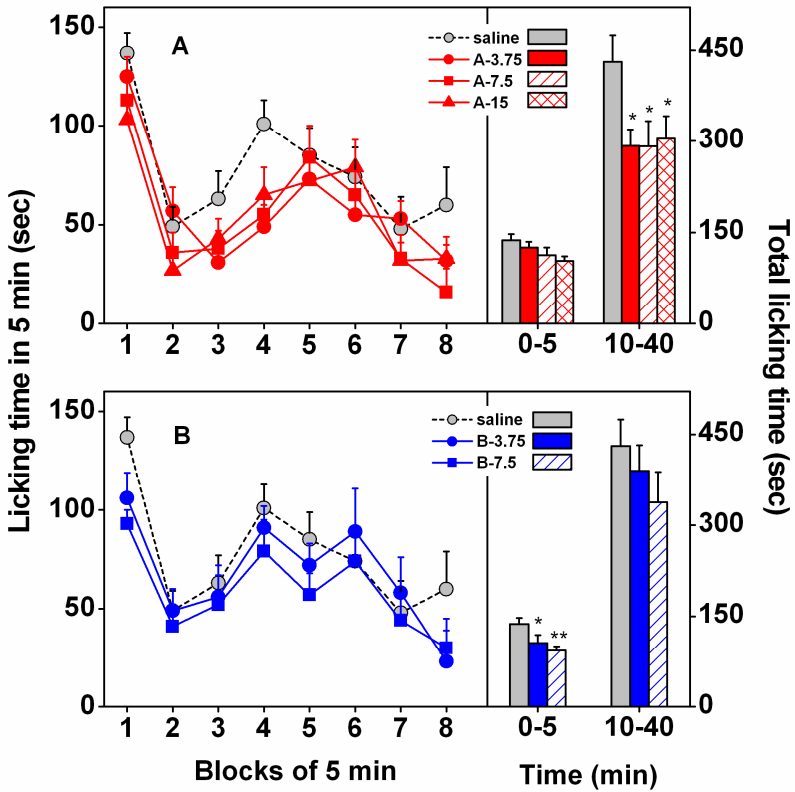 Licking time in 5 min (sec)
Total licking time (sec)
A
saline
A-3.75
A-7.5
A-15
150
100
50
0
1 2 3 4 5 6 7 8
450
300
150
0
* * *
0-5 10-40
B
saline
B-3.75
B-7.5
150
100
50
0
1 2 3 4 5 6 7 8
450
300
150
0
* **
0-5 10-40
Blocks of 5 min
Time (min)